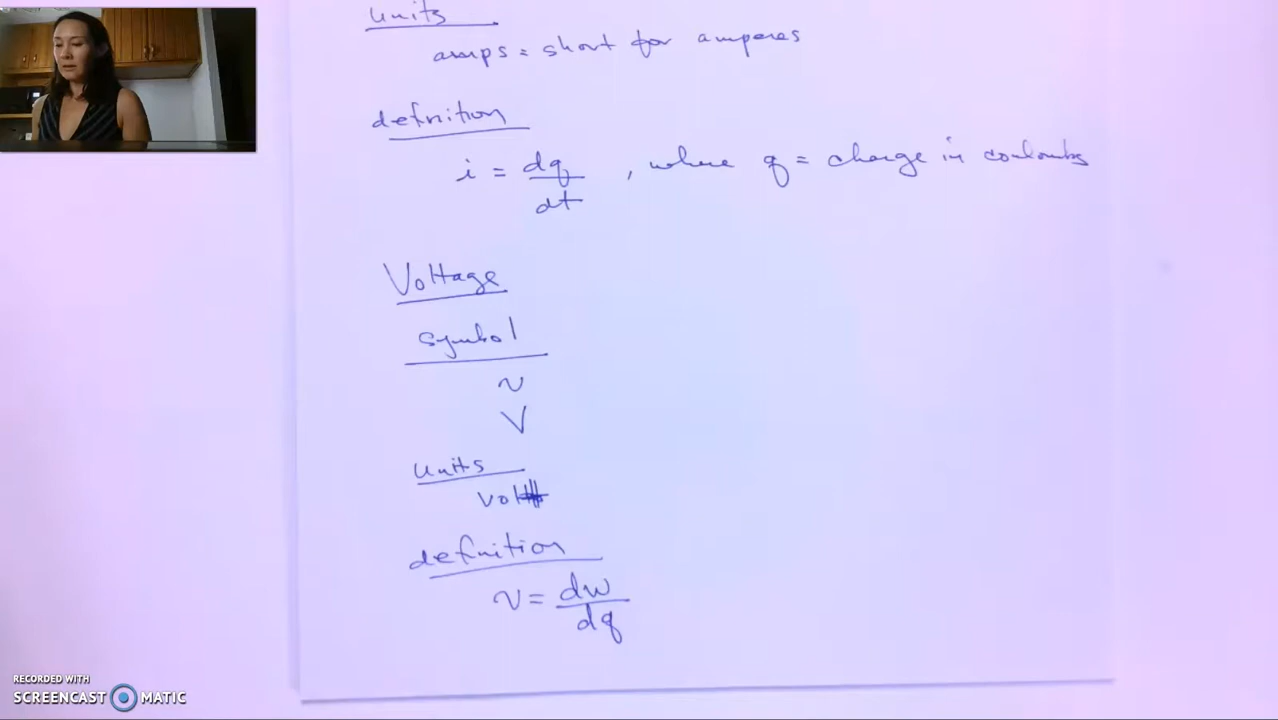 units
amps = short for amperes
definition
i = dq/dt , where q = charge in coulombs
Voltage
symbol
v
V
units
definition
v = dw/dq
RECORDED WITH
SCREENCAST MATIC